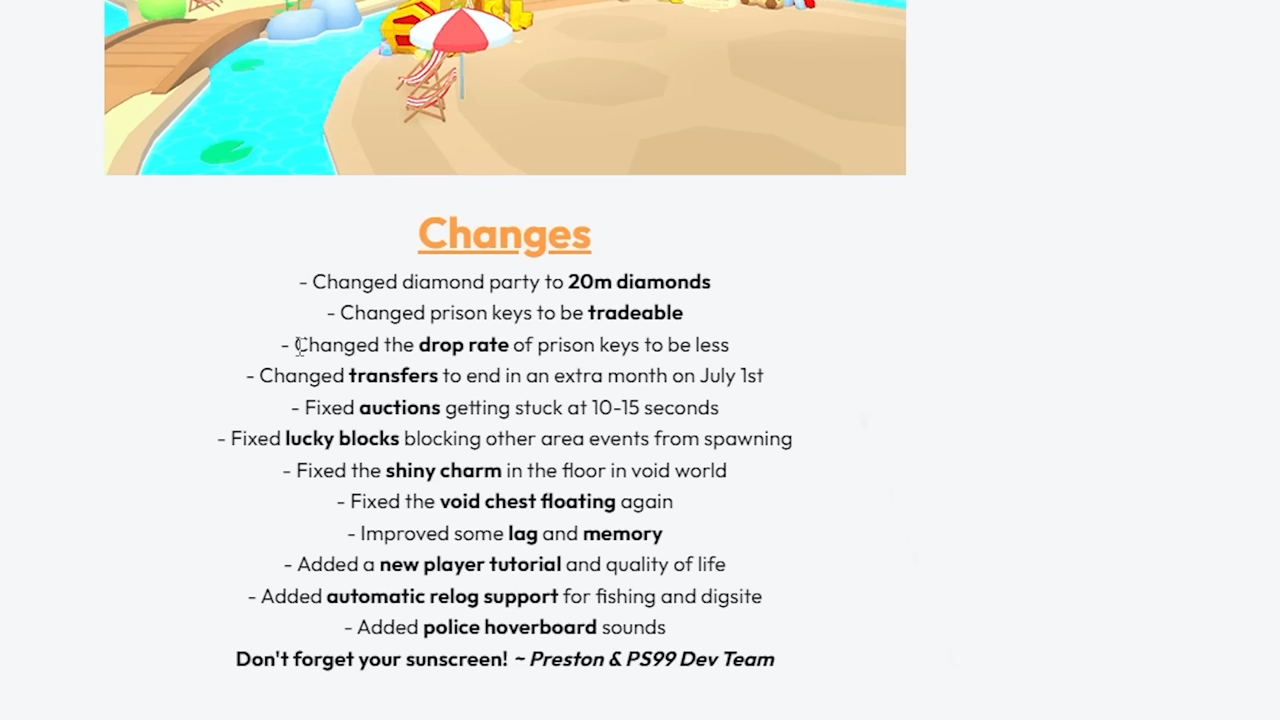 Changes
- Changed diamond party to 20m diamonds
- Changed prison keys to be tradeable
- Changed the drop rate of prison keys to be less
- Changed transfers to end in an extra month on July 1st
- Fixed auctions getting stuck at 10-15 seconds
- Fixed lucky blocks blocking other area events from spawning
- Fixed the shiny charm in the floor in void world
- Fixed the void chest floating again
- Improved some lag and memory
- Added a new player tutorial and quality of life
- Added automatic relog support for fishing and digsite
- Added police hoverboard sounds
Don't forget your sunscreen! ~ Preston & PS99 Dev Team